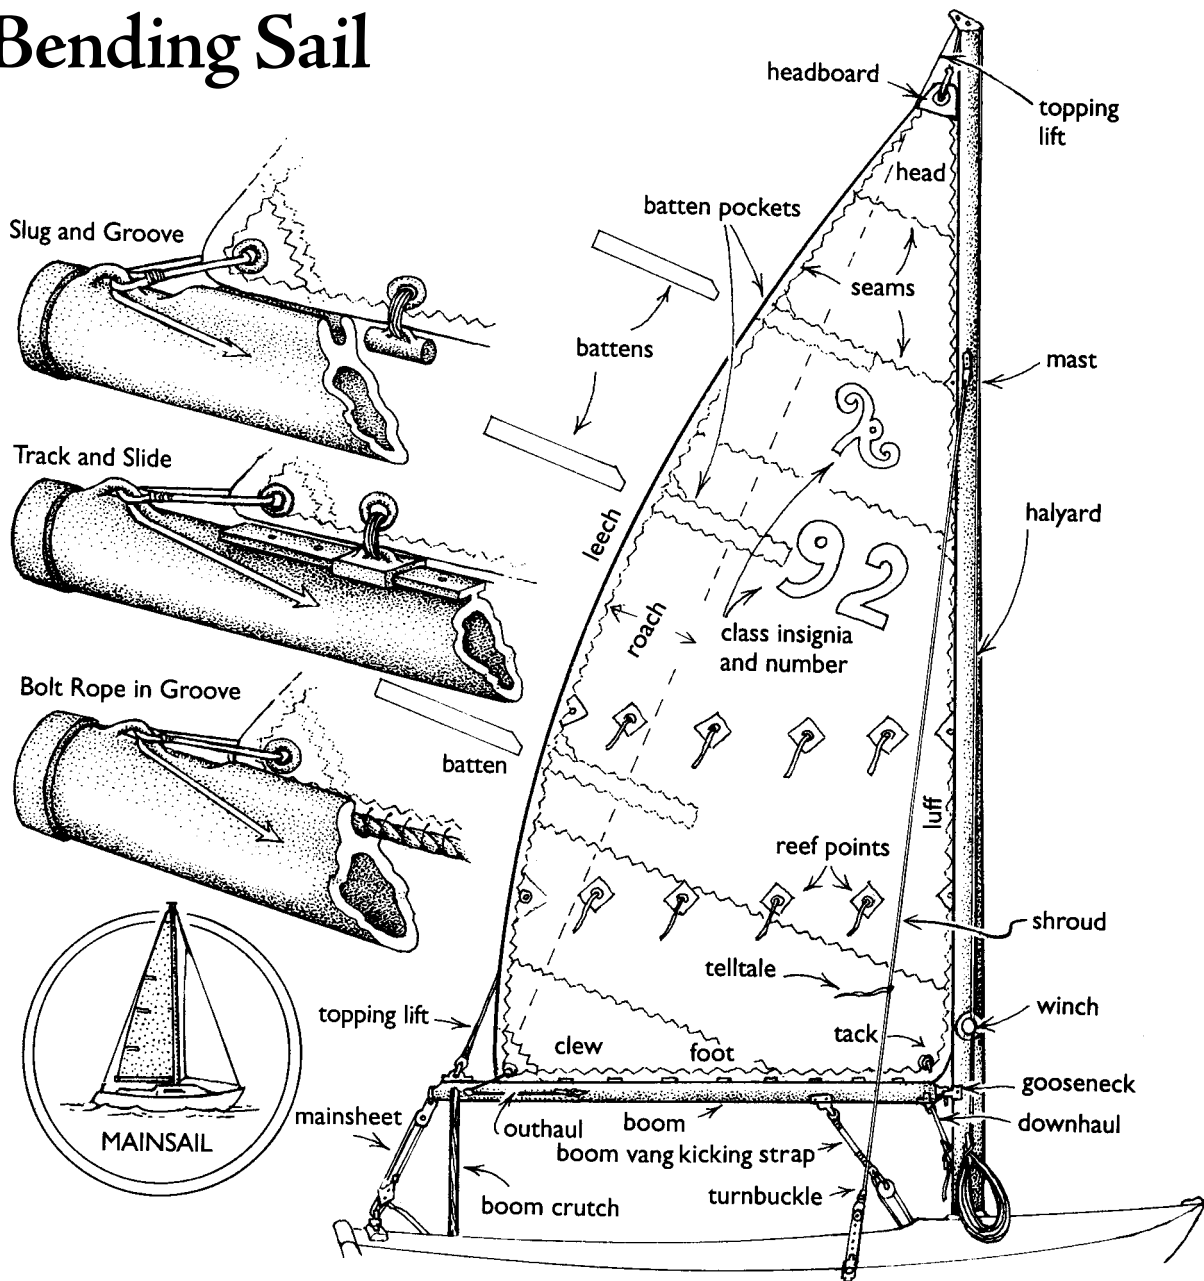 Bending Sail
headboard
topping
lift
head
batten pockets
Slug and Groove
seams
battens
mast
Track and Slide
halyard
leech
92
roach
class insignia
and number
Bolt Rope in Groove
batten
luff
reef points
shroud
telltale
topping lift
winch
tack
clew
foot
gooseneck
mainsheet
outhaul
boom
downhaul
MAINSAIL
boom vang kicking strap
turnbuckle
boom crutch